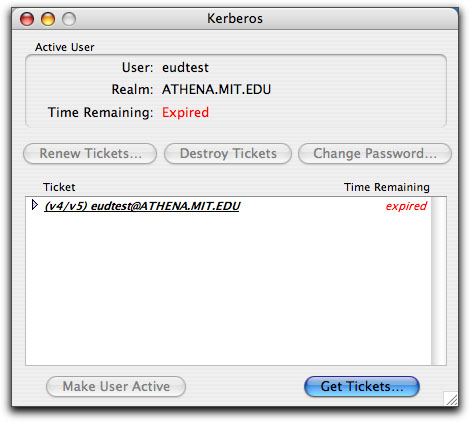 Kerberos
Active User
User: eudtest
Realm: ATHENA.MIT.EDU
Time Remaining: Expired
Renew Tickets... Destroy Tickets Change Password...
Ticket Time Remaining
(v4/v5) eudtest@ATHENA.MIT.EDU expired
Make User Active Get Tickets...